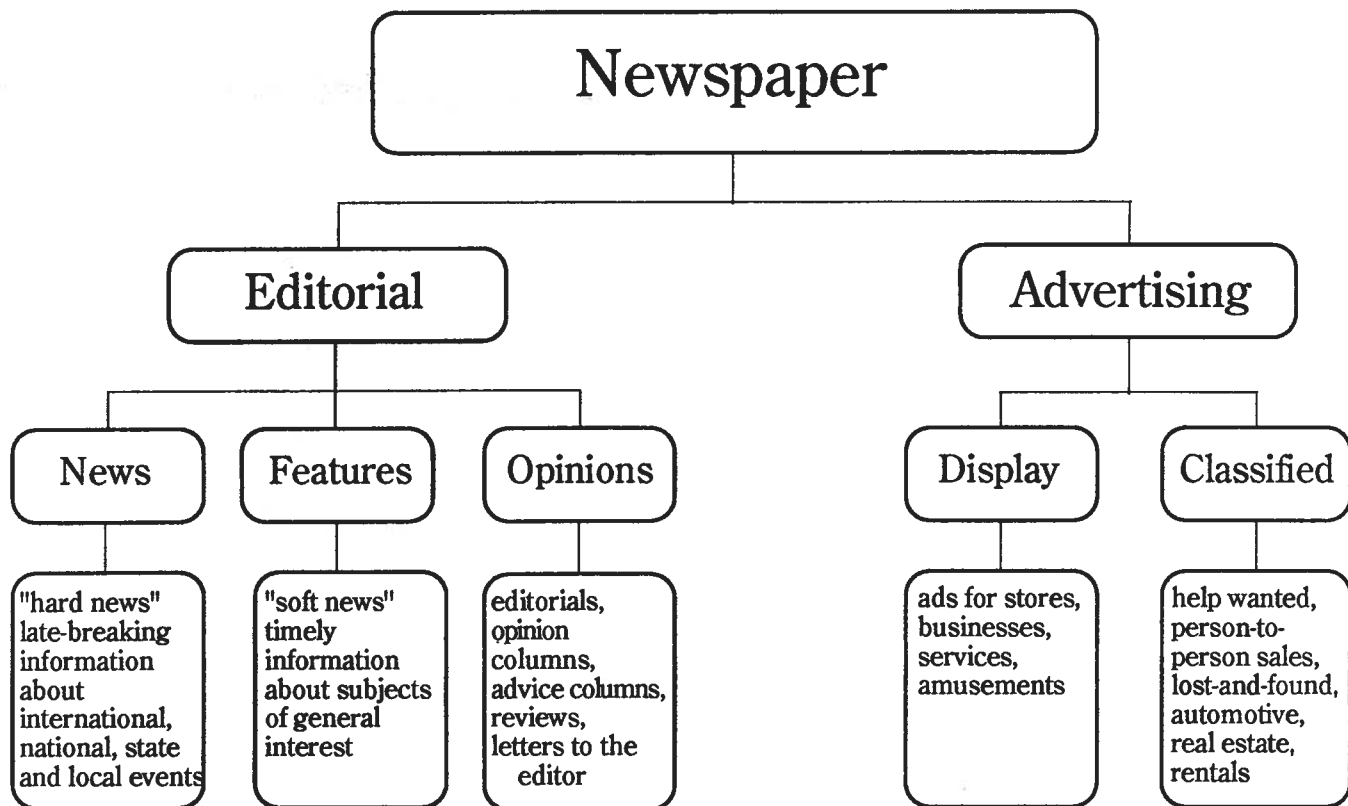 Newspaper
Editorial
Advertising
News
Features
Opinions
Display
Classified
"hard news"
late-breaking
information
about
international,
national, state
and local events
"soft news"
timely
information
about subjects
of general
interest
editorials,
opinion
columns,
advice columns,
reviews,
letters to the
editor
ads for stores,
businesses,
services,
amusements
help wanted,
person-to-
person sales,
lost-and-found,
automotive,
real estate,
rentals